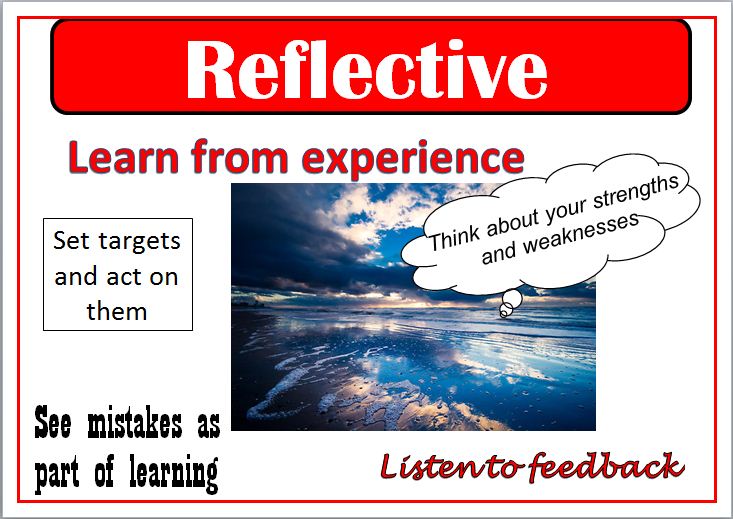 Reflective
Learn from experience
Think about your strengths
and weaknesses
Set targets
and act on
them
See mistakes as
part of learning
Listen to feedback